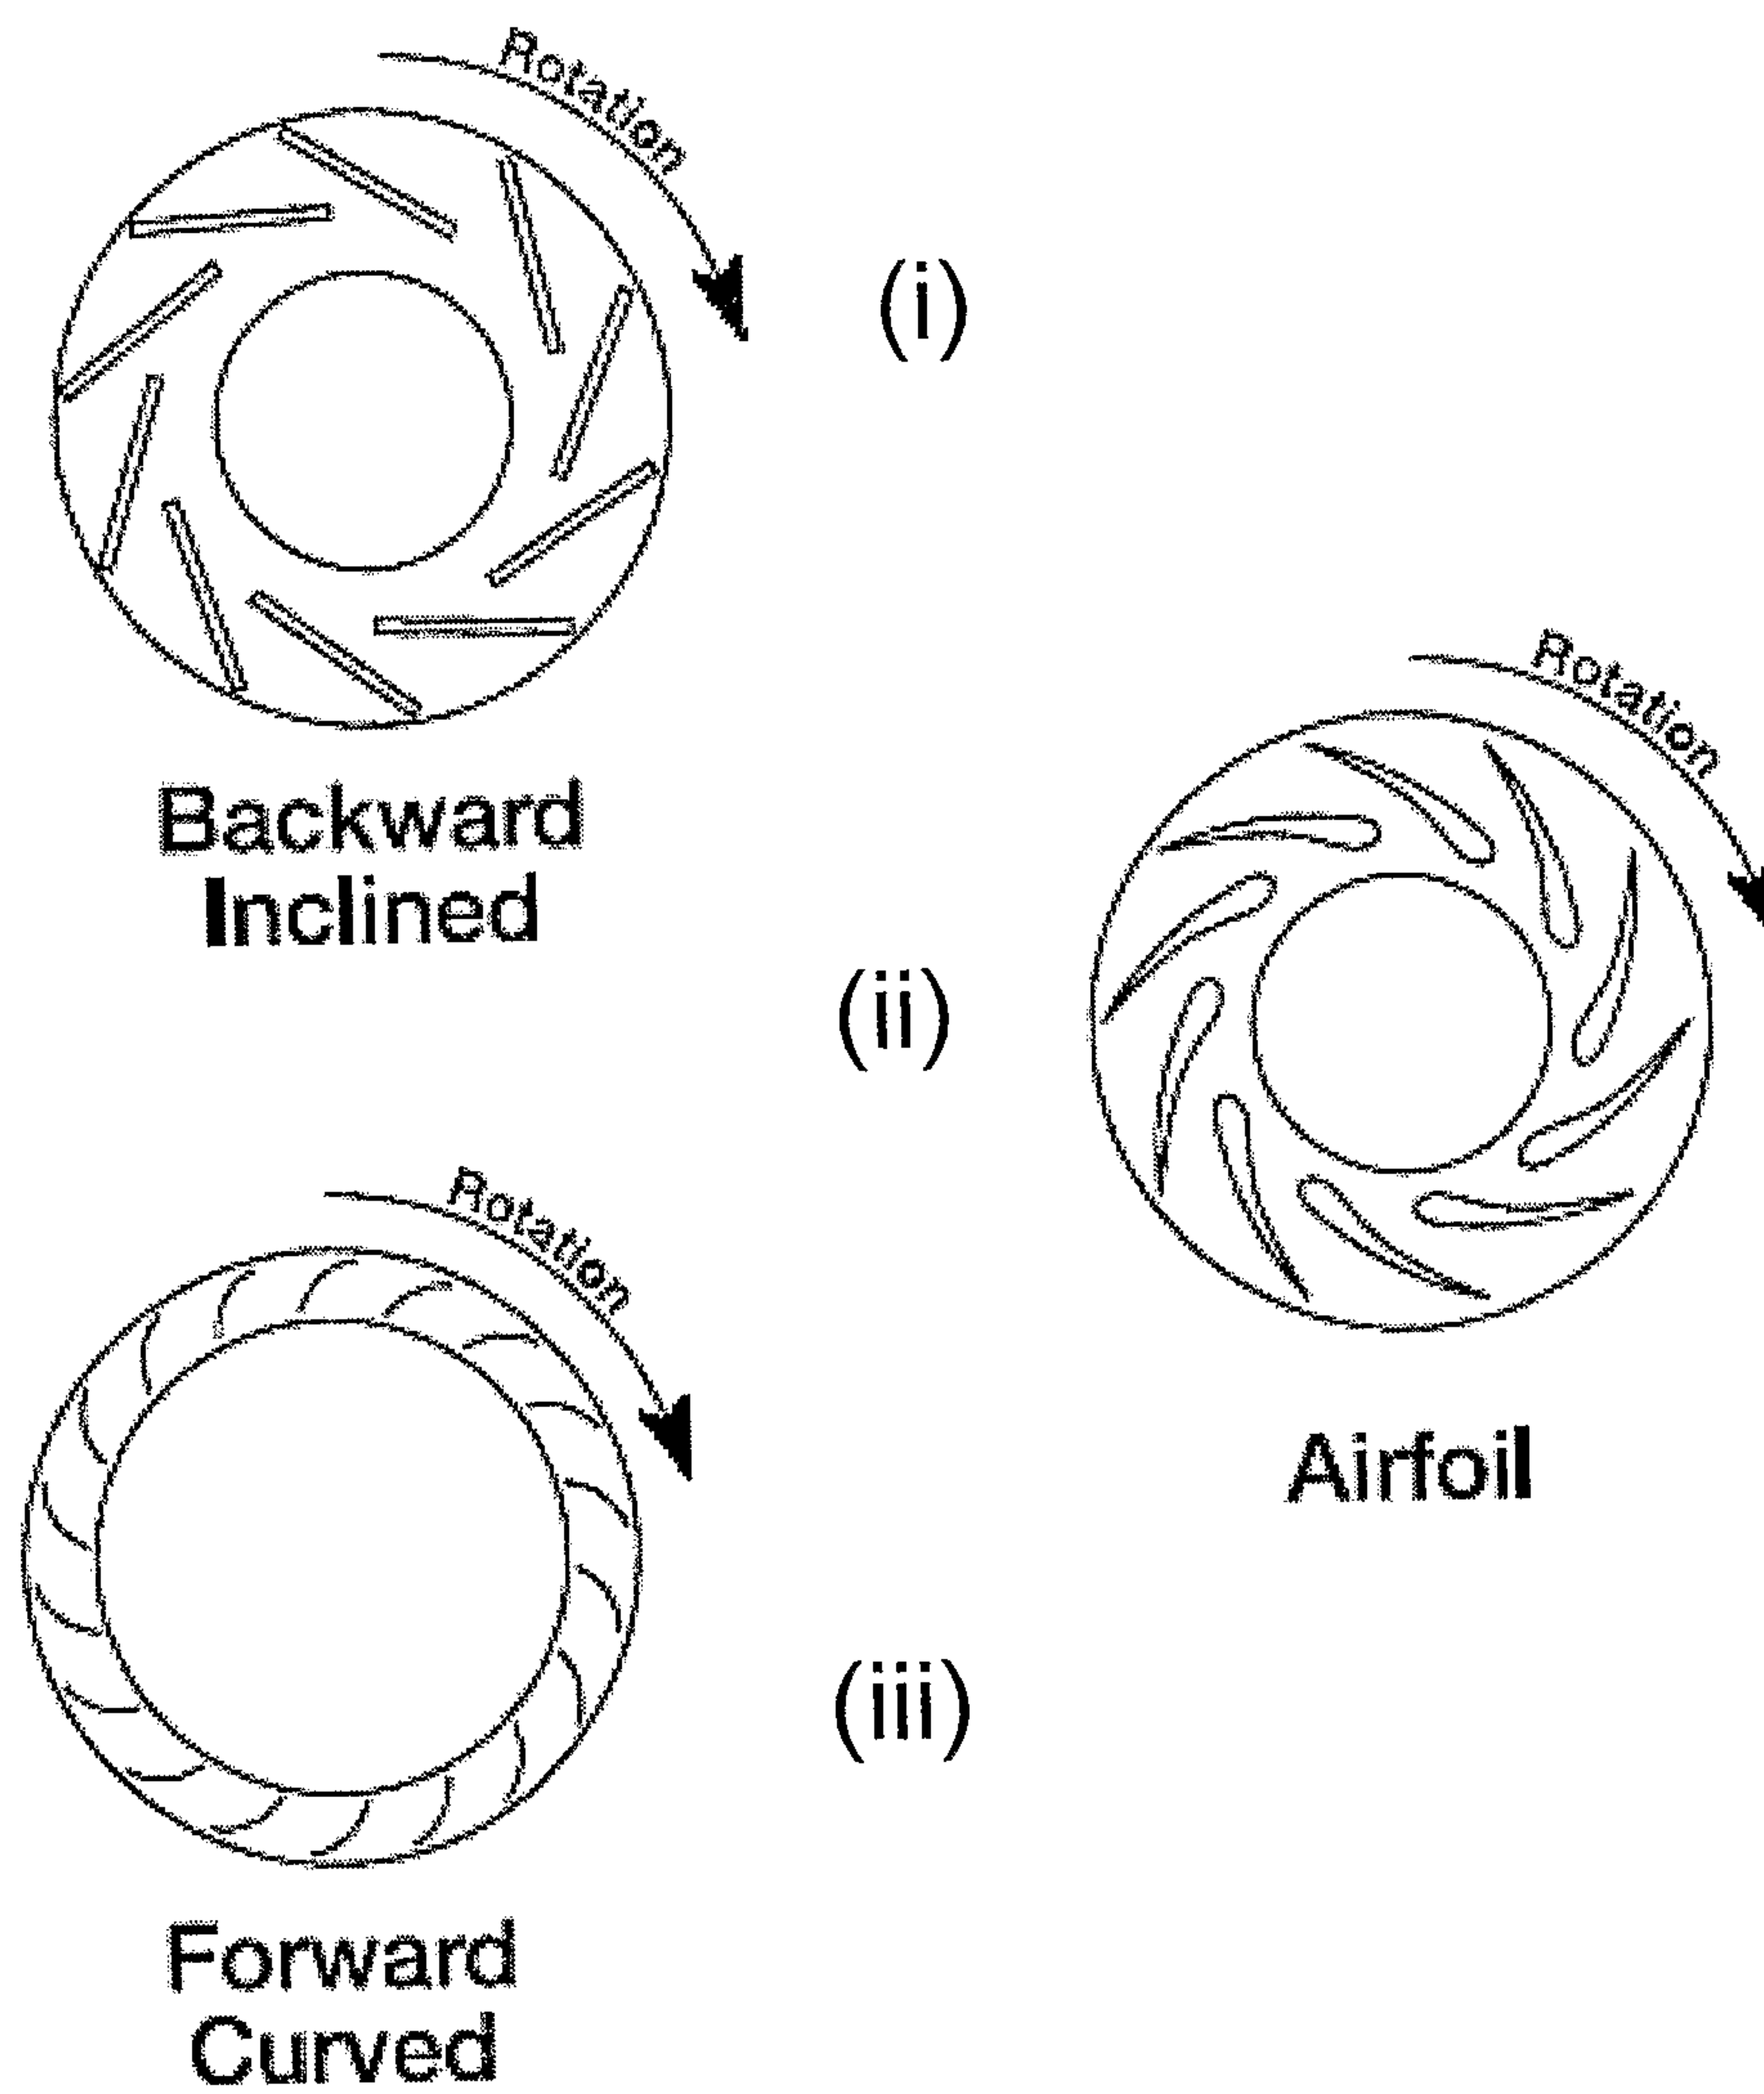 Rotation
(i)
Backward
Inclined
Rotation
(ii)
Airfoil
Rotation
(iii)
Forward
Curved